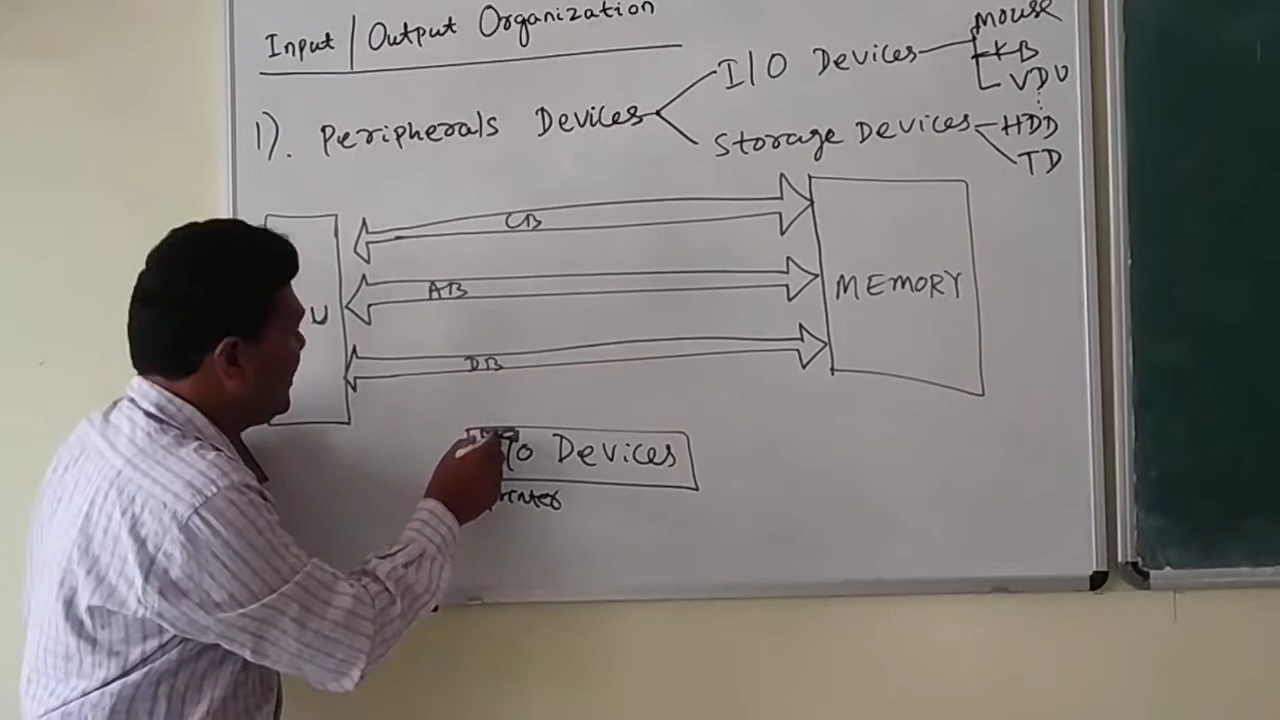 Input / Output Organization
1). Peripherals Devices
I/O Devices
Mouse
KB
VDU
Storage Devices
HDD
TD
CB
AB
DB
U
MEMORY
/o Devices